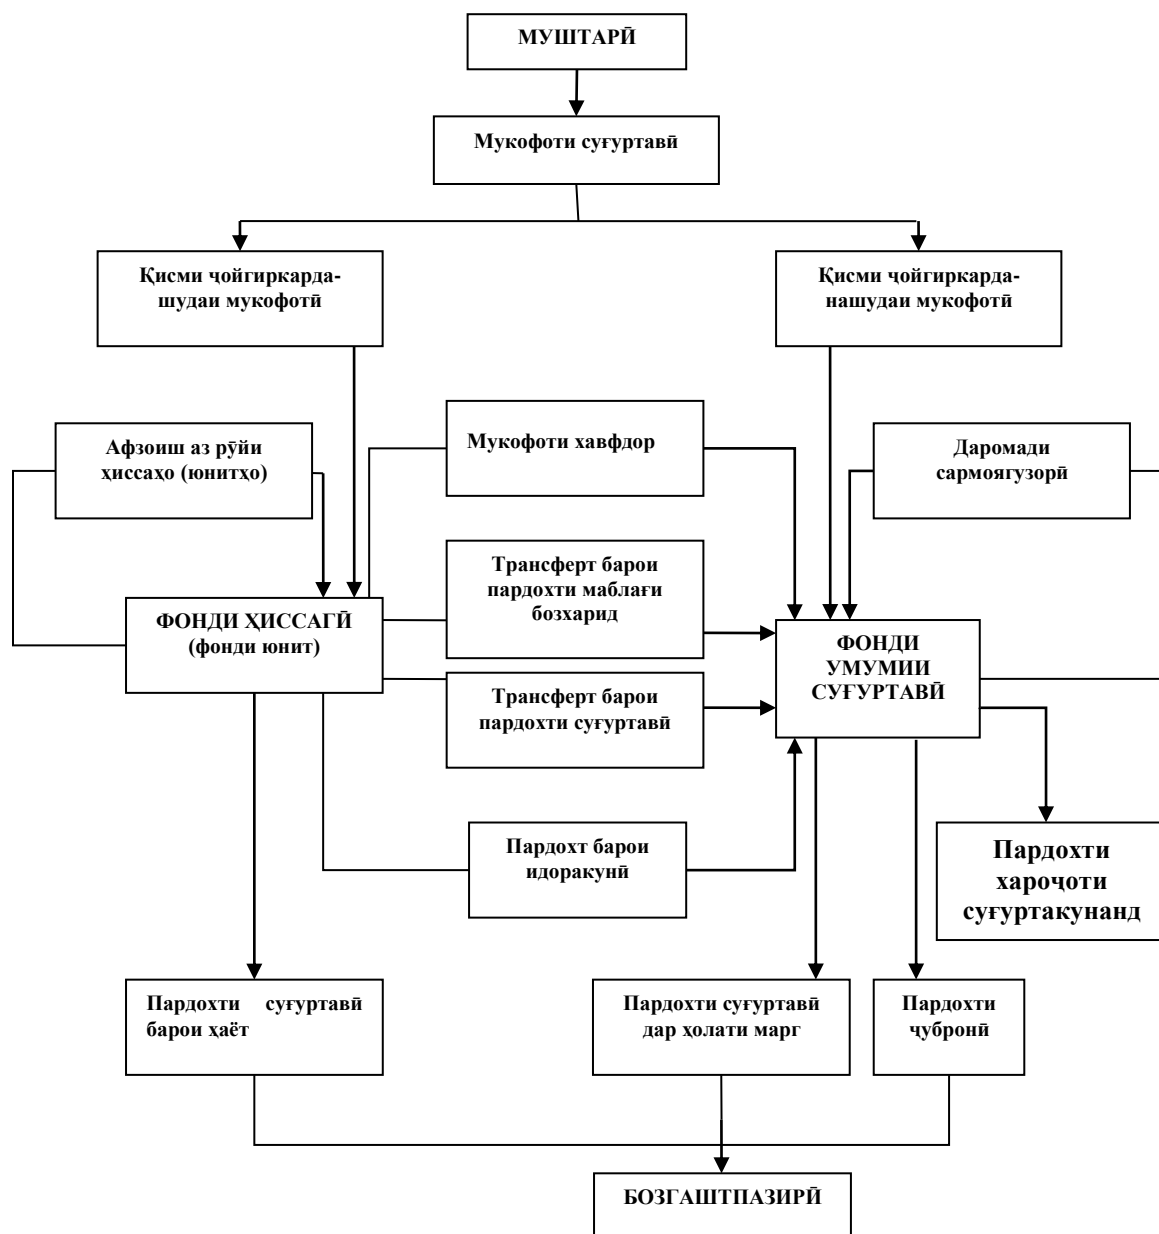 МУШТАРӢ
Мукофоти суғуртавӣ
Қисми ҷойгиркарда-
шудаи мукофотӣ
Қисми ҷойгиркарда-
нашудаи мукофотӣ
Афзоиш аз рӯйи
ҳиссаҳо (юнитҳо)
Мукофоти хавфдор
Даромади
сармоягузорӣ
Трансферт барои
пардохти маблағи
бозхарид
ФОНДИ ҲИССАГӢ
(фонди юнит)
ФОНДИ
УМУМИИ
СУҒУРТАВӢ
Трансферт барои
пардохти суғуртавӣ
Пардохт барои
идоракунӣ
Пардохти
хароҷоти
суғуртакунанд
Пардохти суғуртавӣ
барои ҳаёт
Пардохти суғуртавӣ
дар ҳолати марг
Пардохти
ҷубронӣ
БОЗГАШТПАЗИРӢ